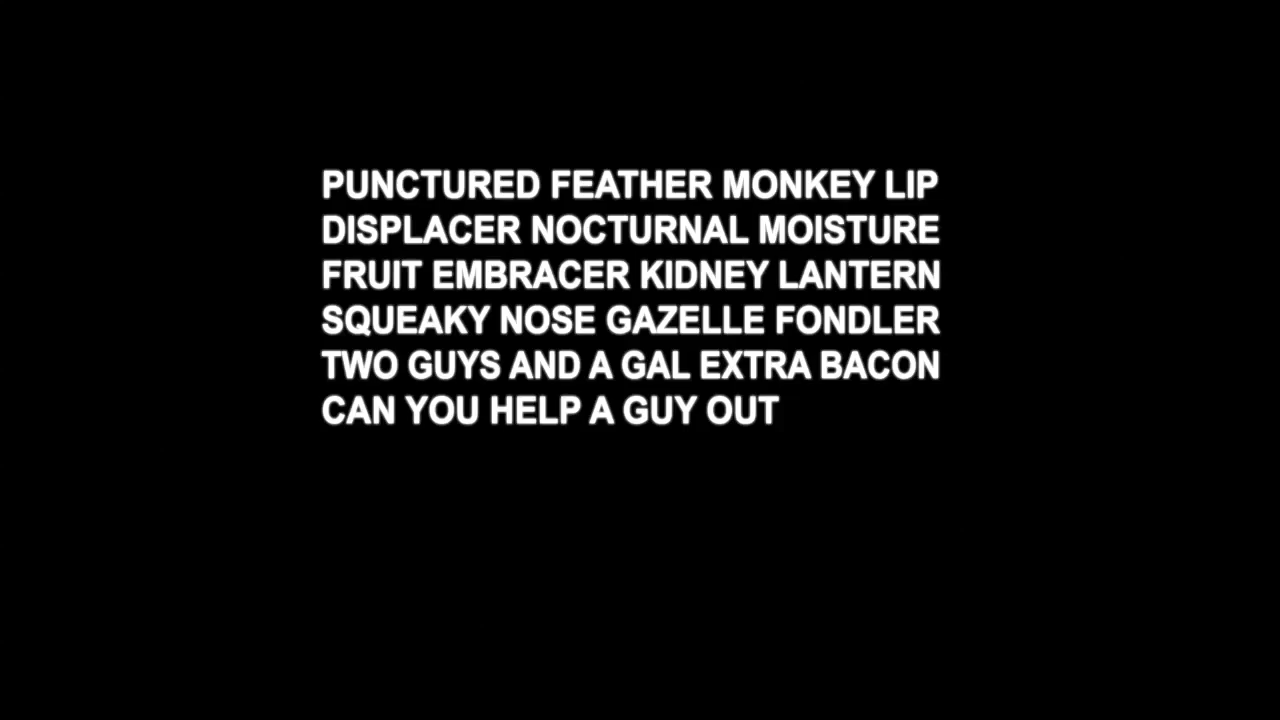 PUNCTURED FEATHER MONKEY LIP
DISPLACER NOCTURNAL MOISTURE
FRUIT EMBRACER KIDNEY LANTERN
SQUEAKY NOSE GAZELLE FONDLER
TWO GUYS AND A GAL EXTRA BACON
CAN YOU HELP A GUY OUT